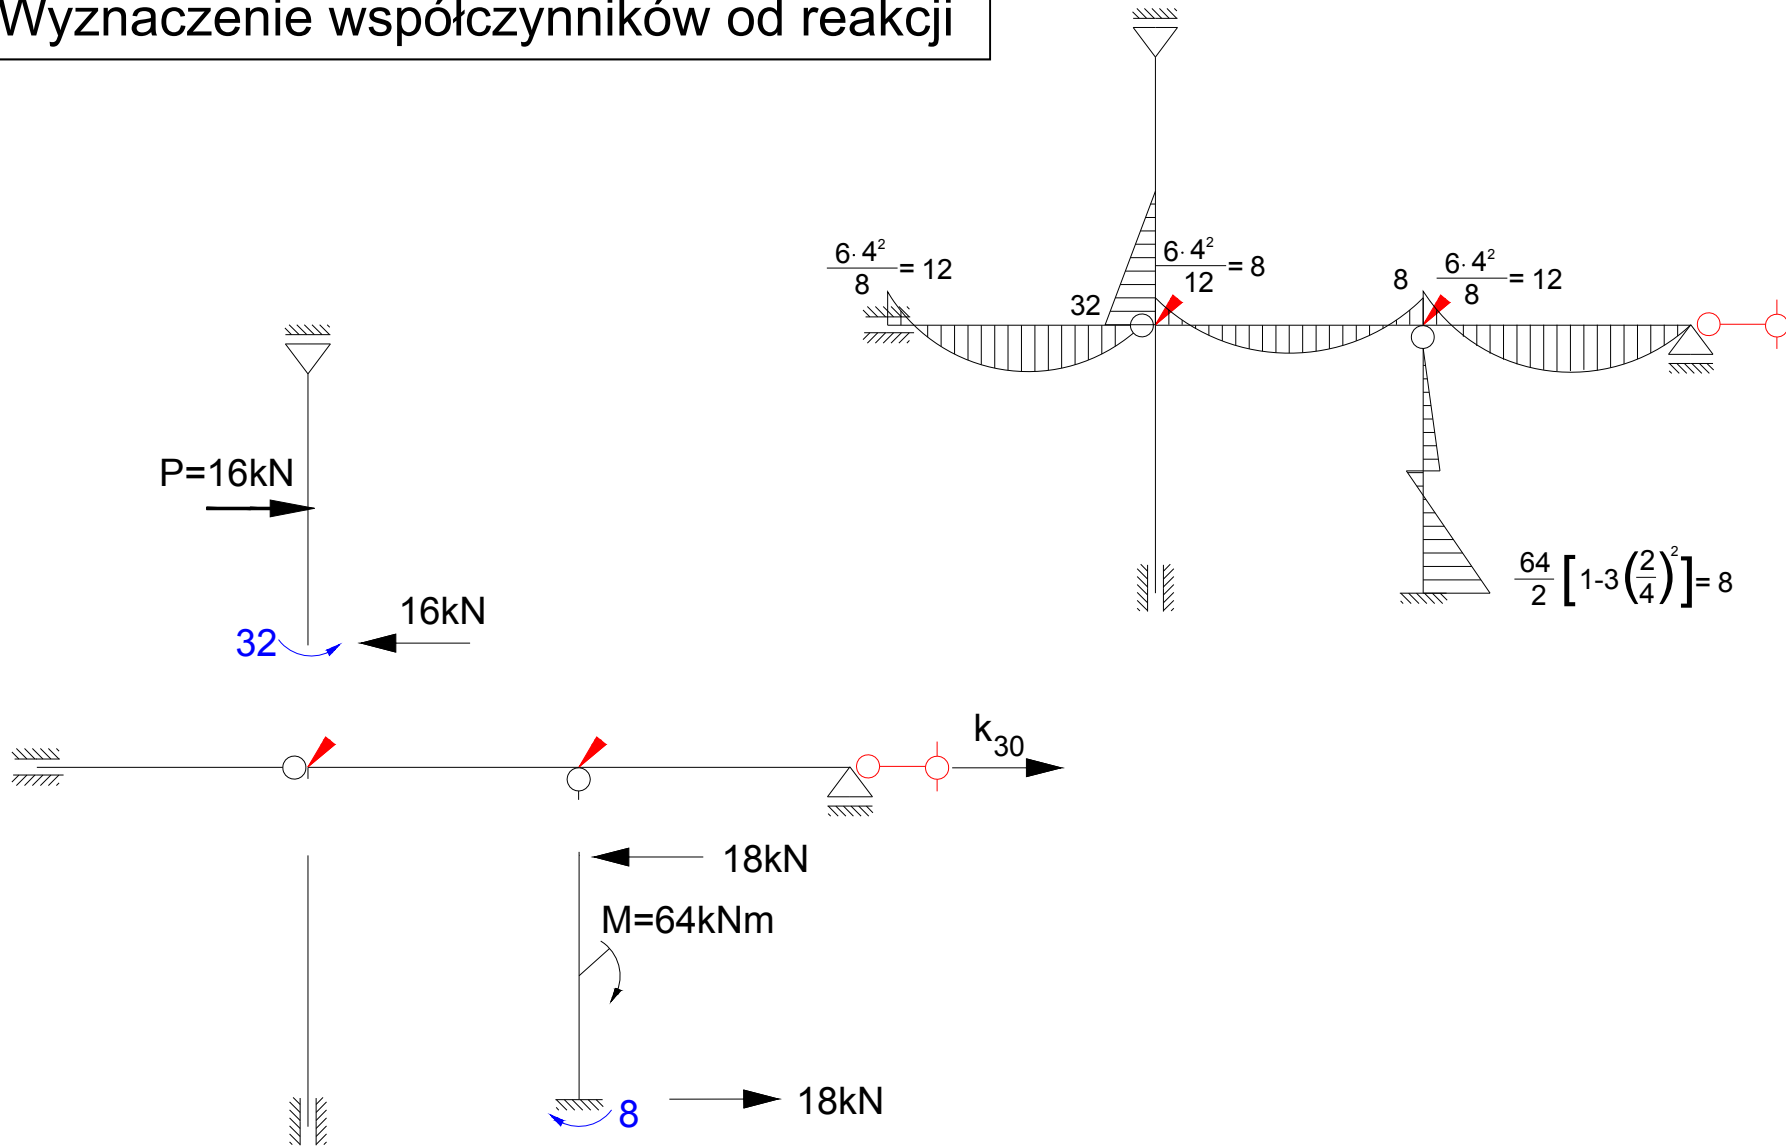 Wyznaczenie współczynników od reakcji
6·4²/8 = 12
32
6·4²/12 = 8
8
6·4²/8 = 12
64/2 [1-3(2/4)²] = 8
P=16kN
16kN
32
k₃₀
18kN
M=64kNm
8
18kN